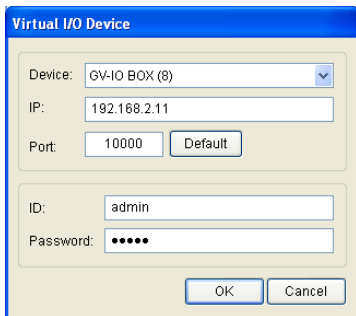 Virtual I/O Device
Device: GV-IO BOX (8)
IP: 192.168.2.11
Port: 10000 Default
ID: admin
Password: •••••
OK Cancel